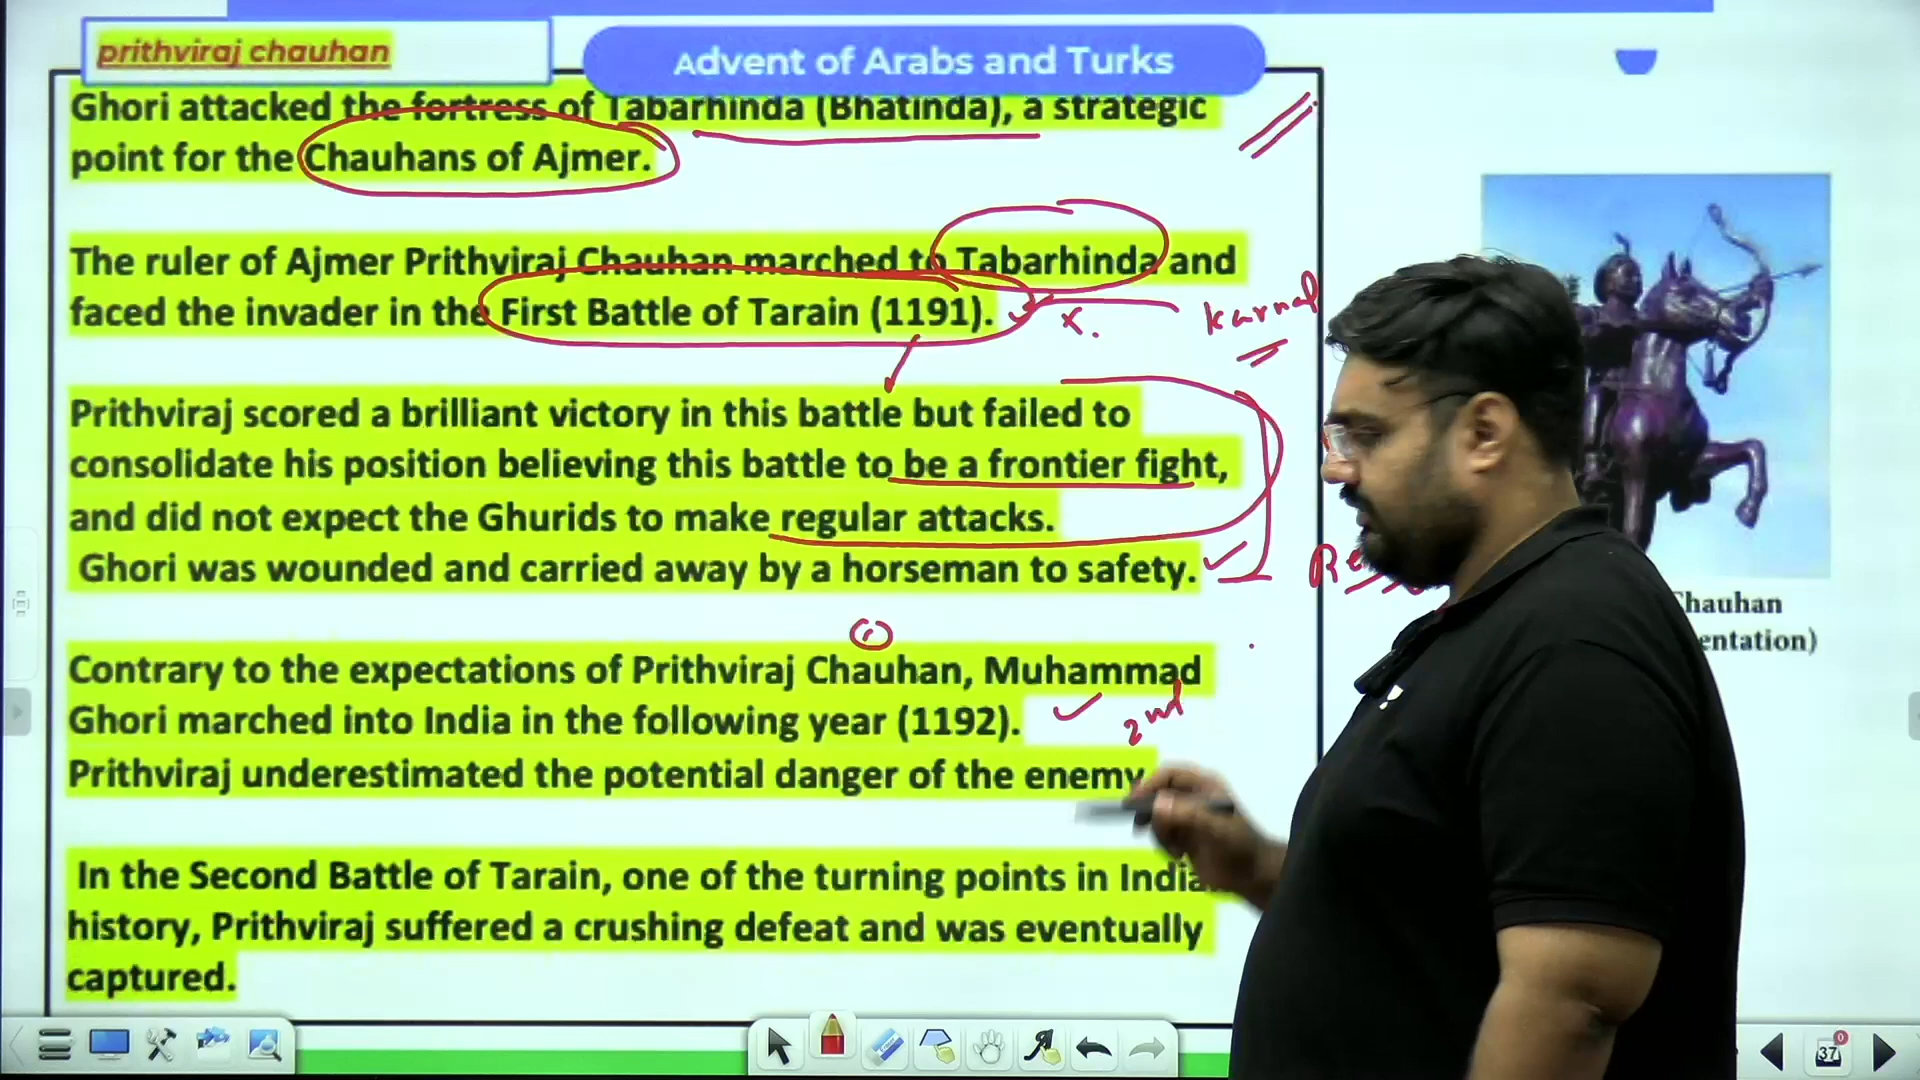 prithviraj chauhan
Advent of Arabs and Turks
Ghori attacked the fortress of Tabarhinda (Bhatinda), a strategic
point for the Chauhans of Ajmer.
The ruler of Ajmer Prithviraj Chauhan marched to Tabarhinda and
faced the invader in the First Battle of Tarain (1191).
x.
Karnal
Prithviraj scored a brilliant victory in this battle but failed to
consolidate his position believing this battle to be a frontier fight,
and did not expect the Ghurids to make regular attacks.
Ghori was wounded and carried away by a horseman to safety.
Chauhan
entation)
Contrary to the expectations of Prithviraj Chauhan, Muhammad
Ghori marched into India in the following year (1192).
2nd
Prithviraj underestimated the potential danger of the enemy
In the Second Battle of Tarain, one of the turning points in India
history, Prithviraj suffered a crushing defeat and was eventually
captured.
37
0